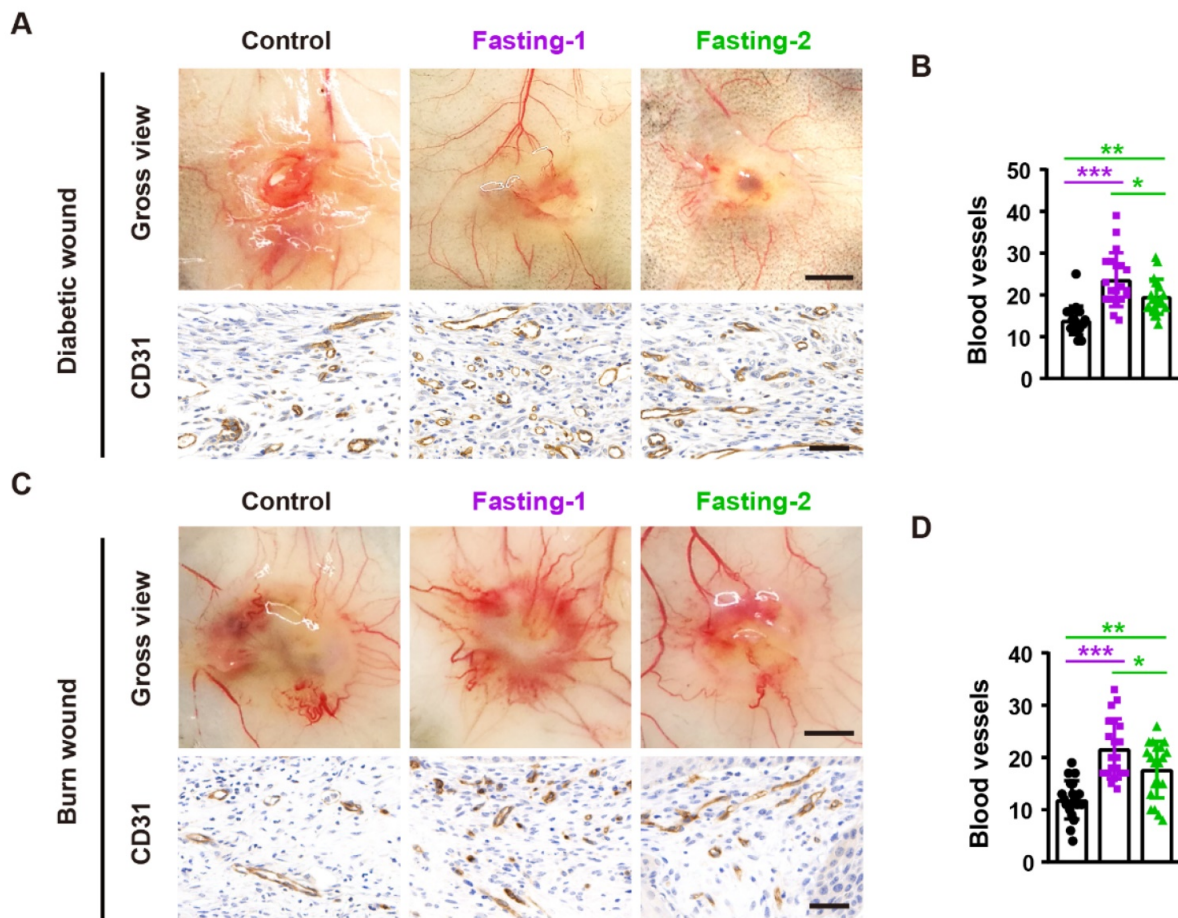 A
Control Fasting-1 Fasting-2
Diabetic wound
Gross view
CD31
B
Blood vessels
50
40
30
20
10
0
**
***
*
C
Control Fasting-1 Fasting-2
Burn wound
Gross view
CD31
D
Blood vessels
40
30
20
10
0
**
***
*